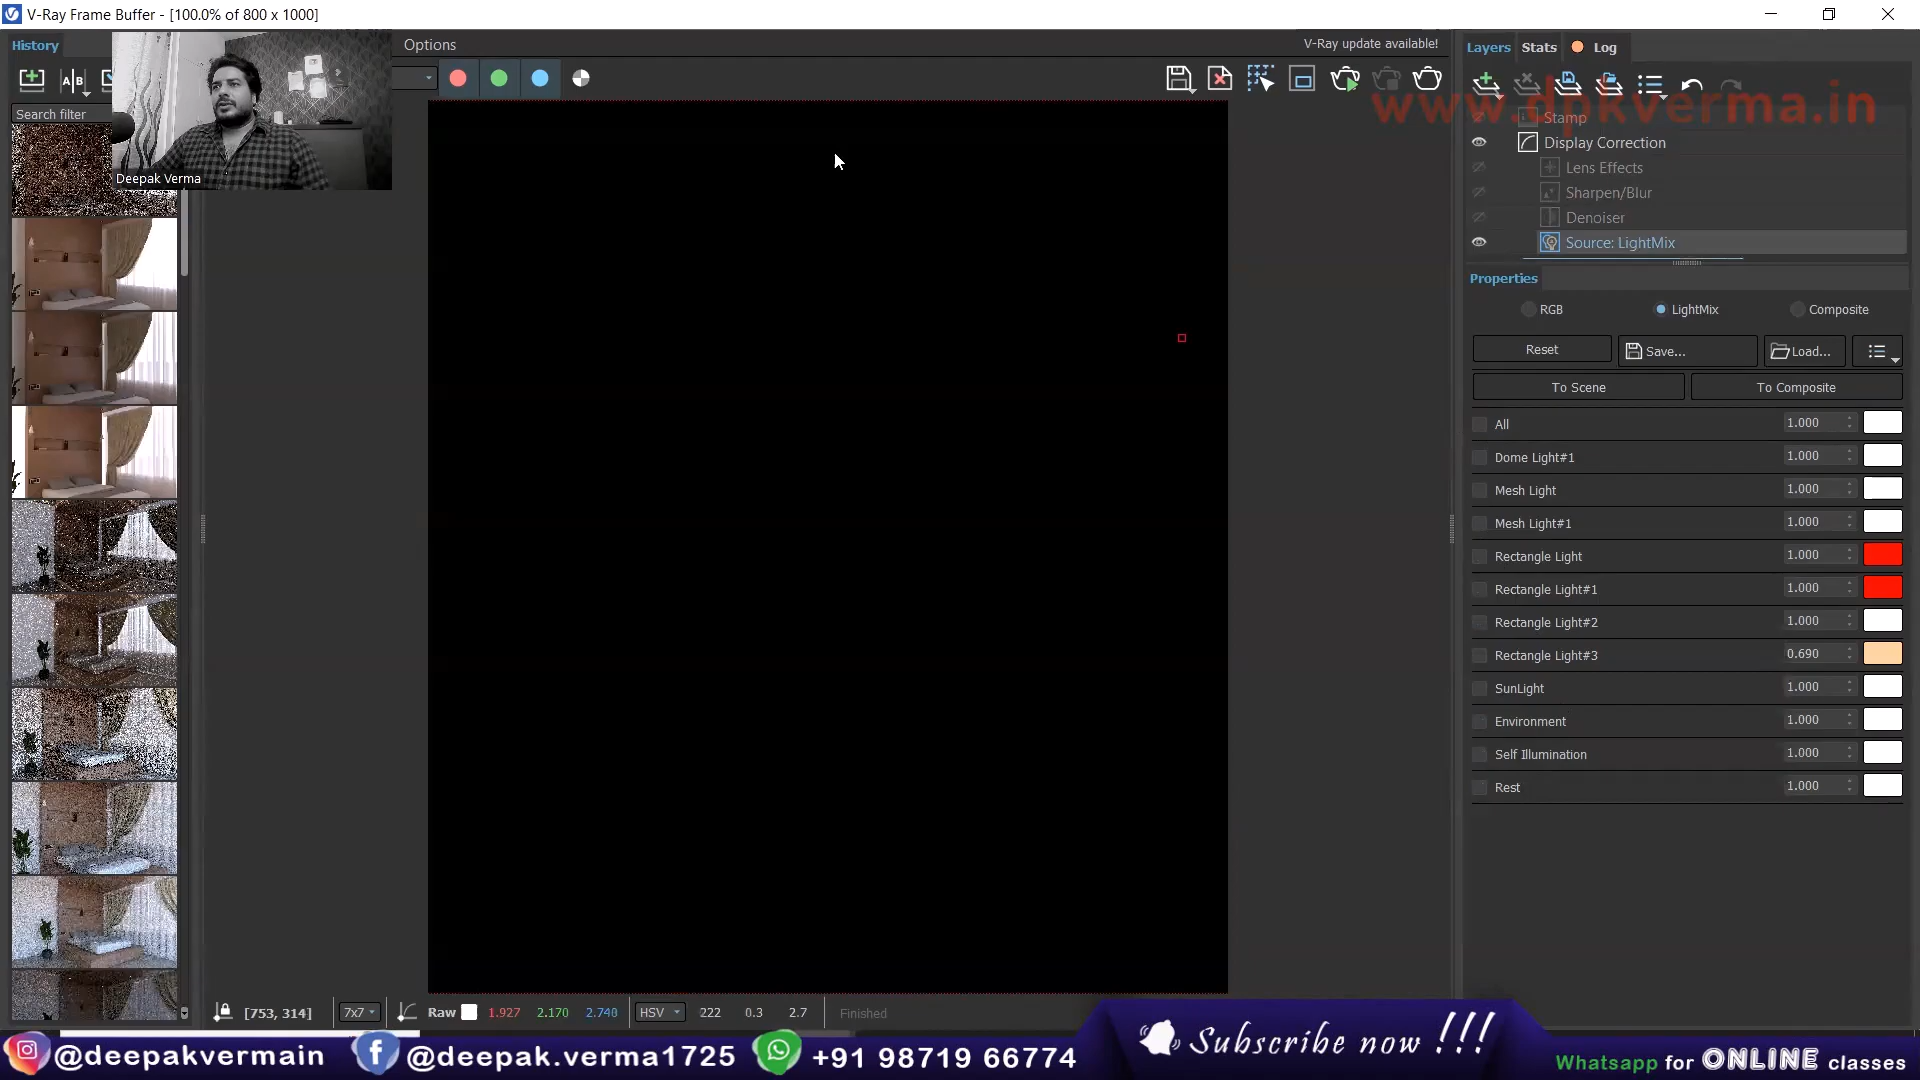 V-Ray Frame Buffer - [100.0% of 800 x 1000]
History
Options
V-Ray update available!
Layers Stats Log
A|B
Search filter
www.dpkverma.in
Stamp
Display Correction
Lens Effects
Sharpen/Blur
Denoiser
Source: LightMix
Deepak Verma
Properties
RGB LightMix Composite
Reset Save... Load...
To Scene To Composite
All 1.000
Dome Light#1 1.000
Mesh Light 1.000
Mesh Light#1 1.000
Rectangle Light 1.000
Rectangle Light#1 1.000
Rectangle Light#2 1.000
Rectangle Light#3 0.690
SunLight 1.000
Environment 1.000
Self Illumination 1.000
Rest 1.000
[753, 314] 7x7 Raw 1.927 2.170 2.740 HSV 222 0.3 2.7 Finished
@deepakvermain @deepak.verma1725 +91 98719 66774
Subscribe now !!!
Whatsapp for ONLINE classes